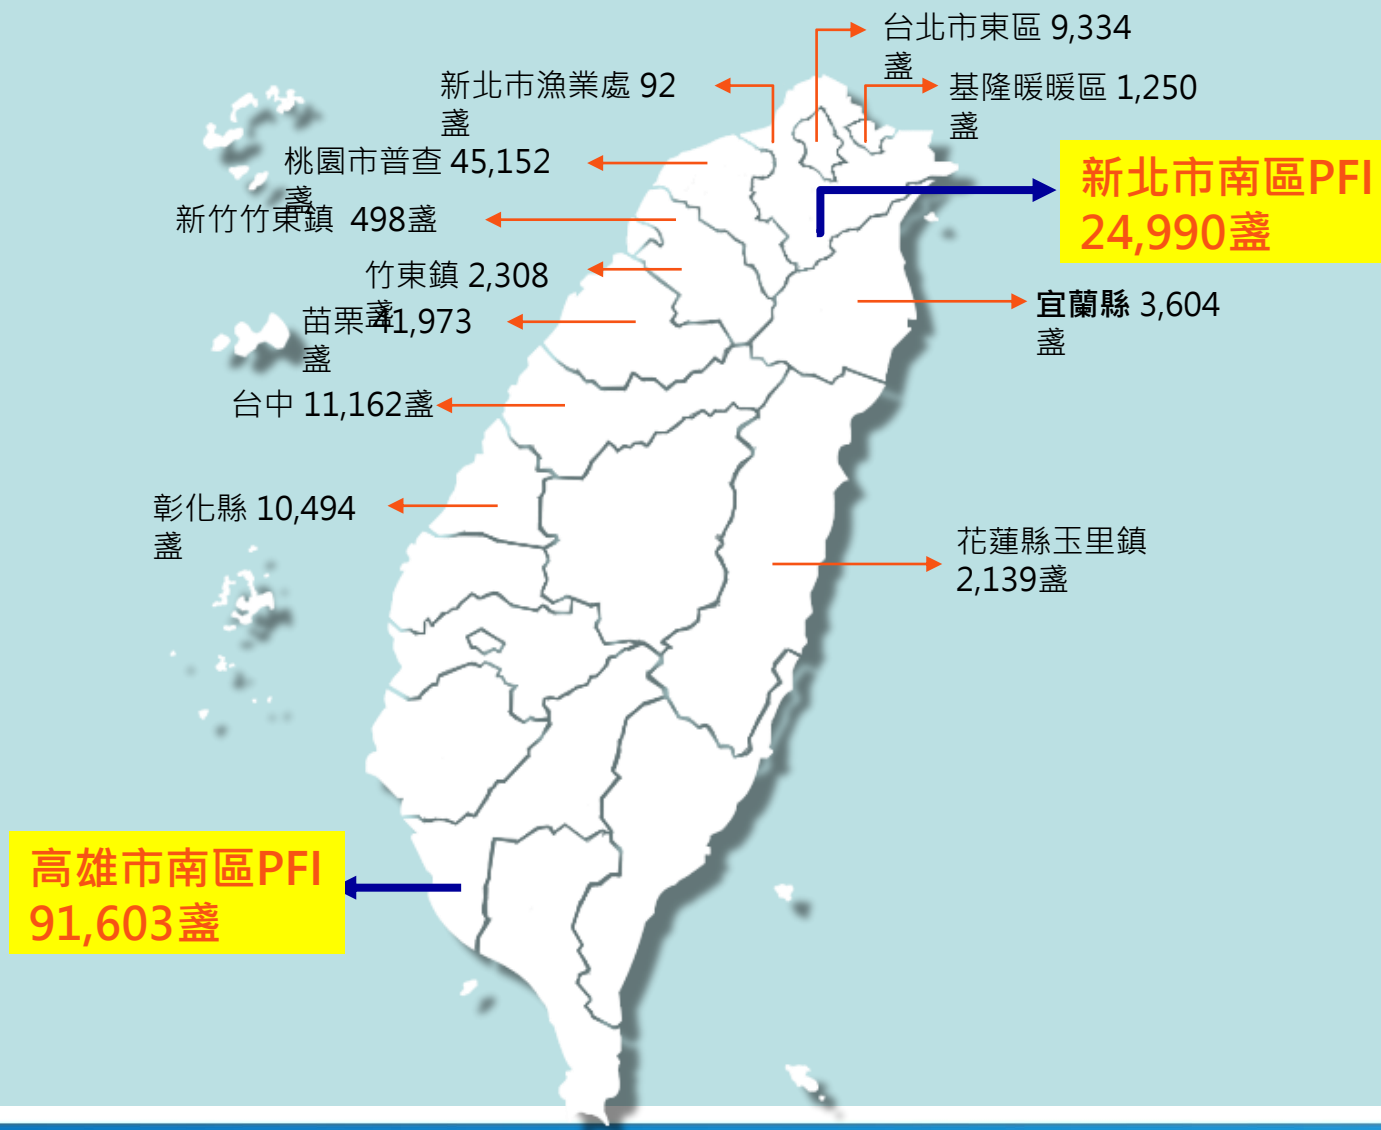 台北市東區 9,334
盞
新北市漁業處 92
盞
基隆暖暖區 1,250
盞
桃園市普查 45,152
盞
新北市南區PFI
24,990盞
新竹竹東鎮 498盞
竹東鎮 2,308
盞
宜蘭縣 3,604
盞
苗栗 41,973
盞
台中 11,162盞
彰化縣 10,494
盞
花蓮縣玉里鎮
2,139盞
高雄市南區PFI
91,603盞